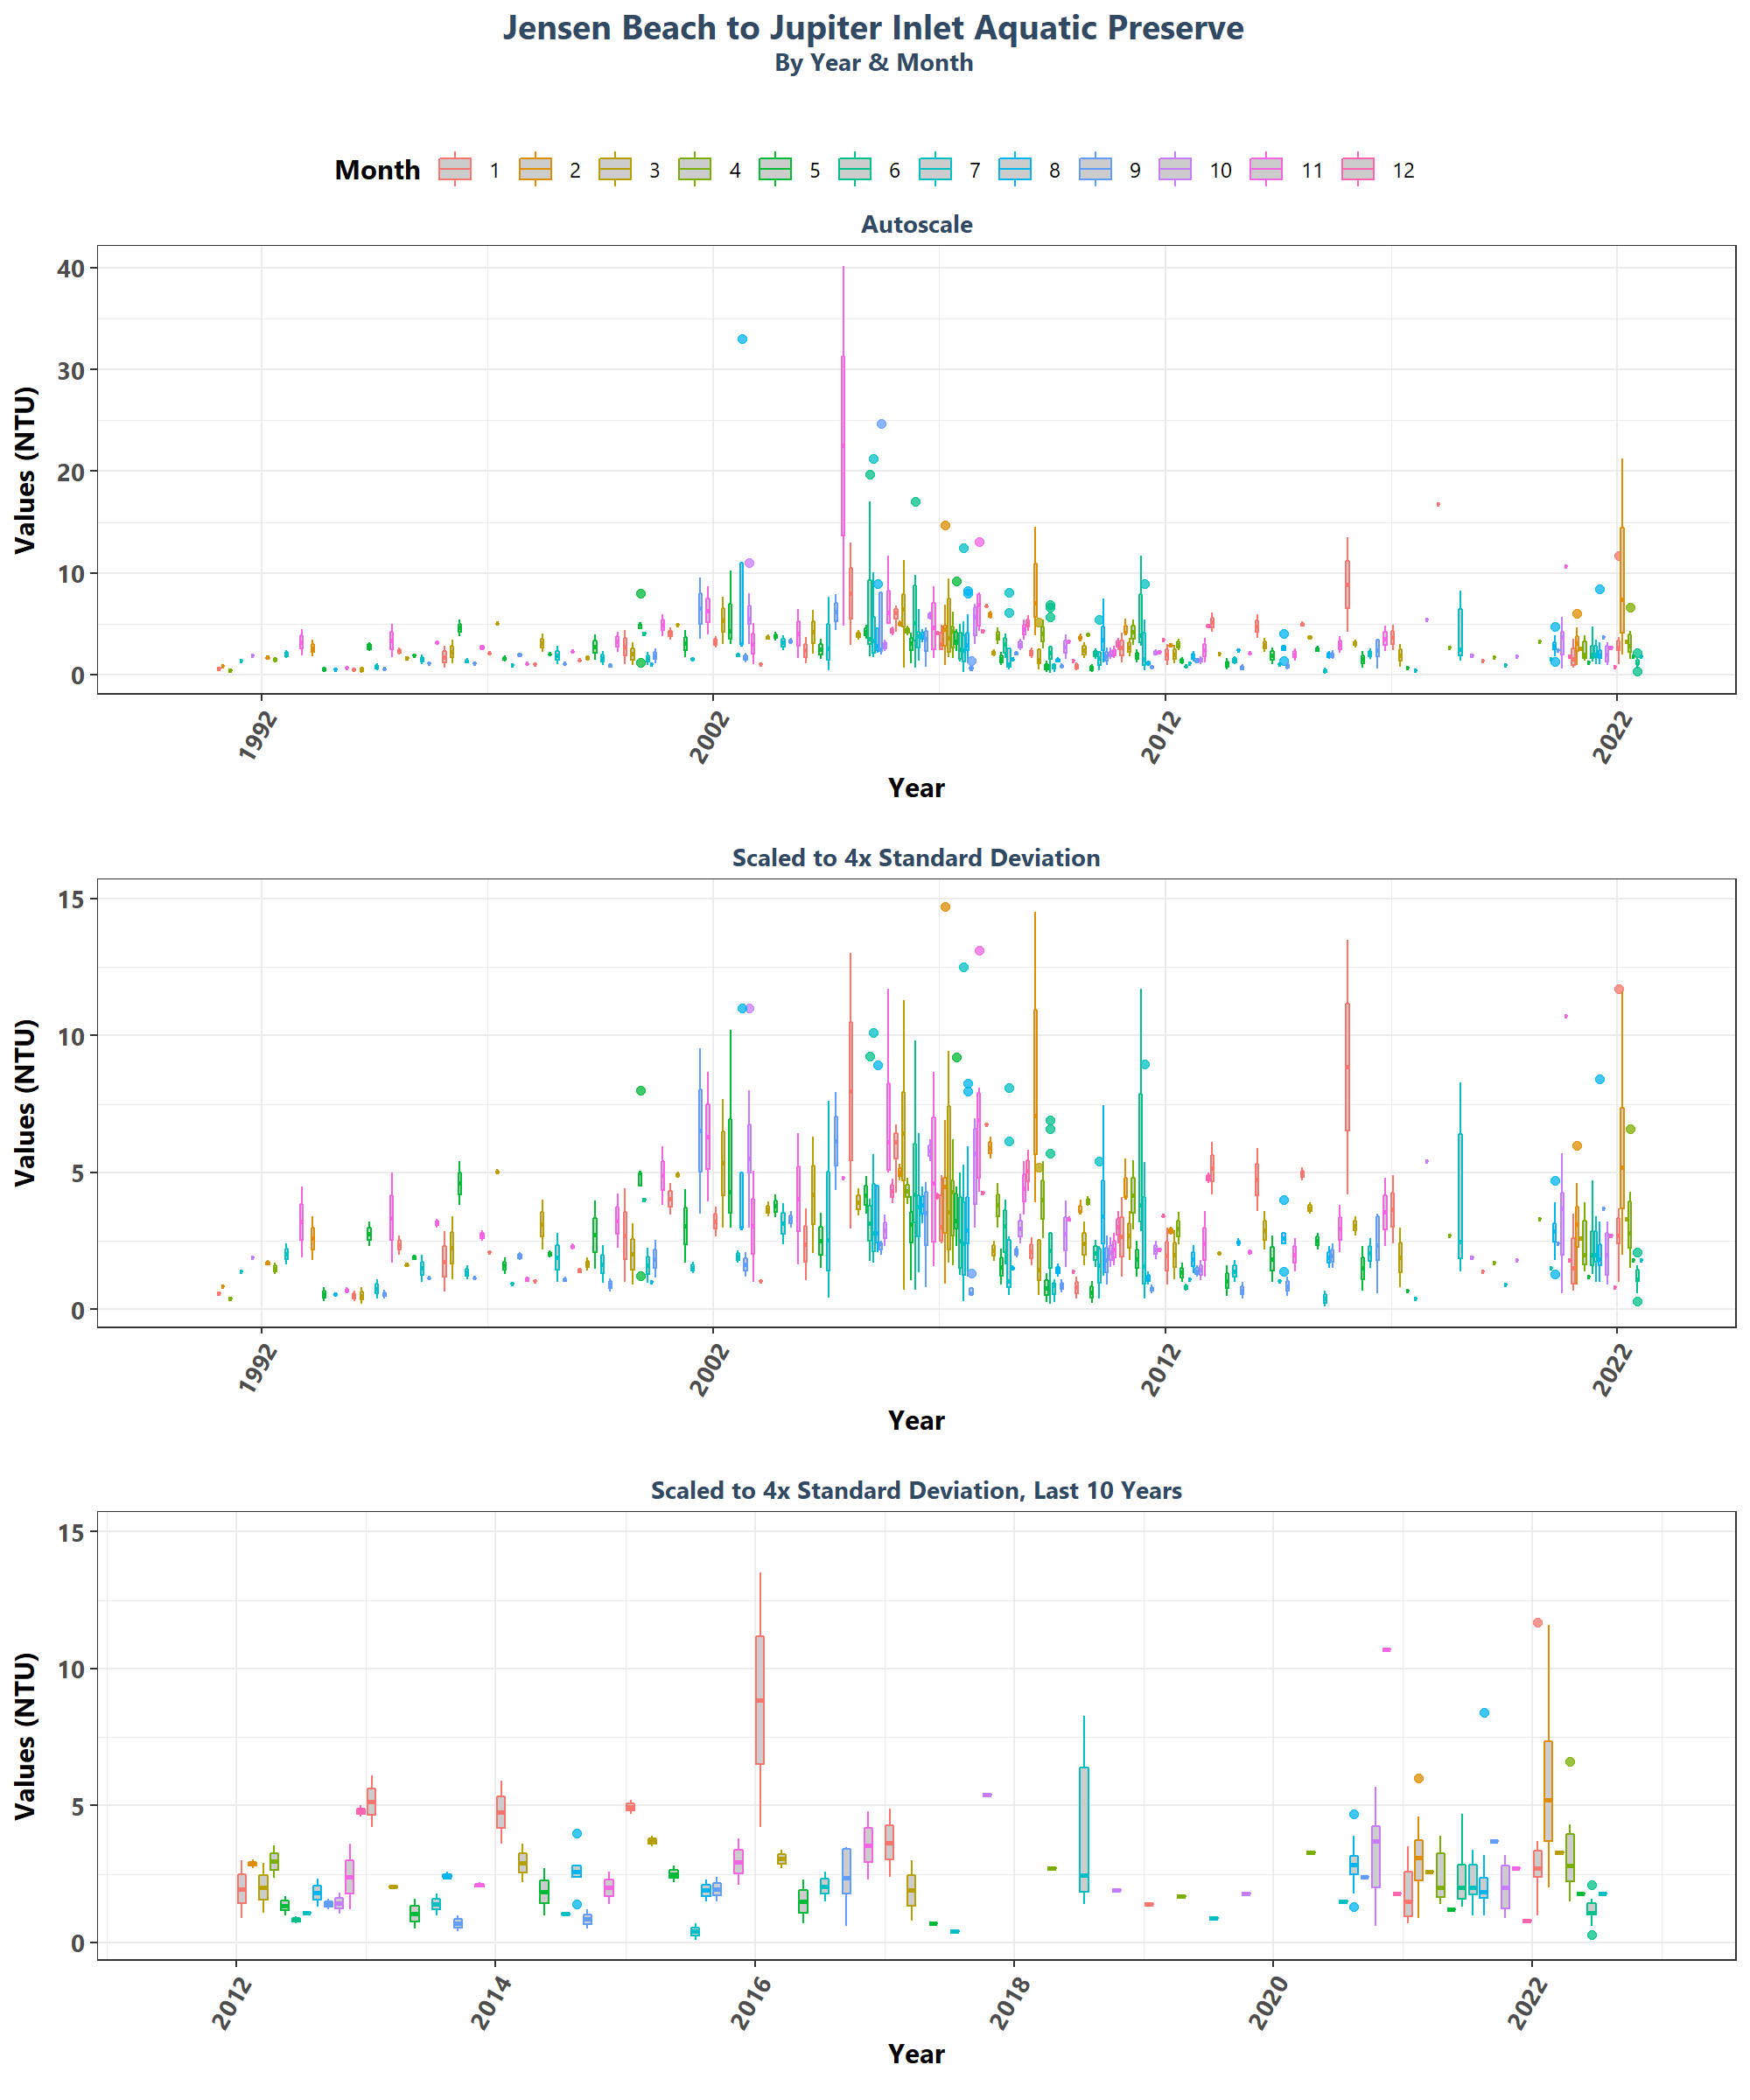 Jensen Beach to Jupiter Inlet Aquatic Preserve
By Year & Month
Month 1 2 3 4 5 6 7 8 9 10 11 12
Autoscale
Values (NTU)
40
30
20
10
0
1992 2002 2012 2022
Year
Scaled to 4x Standard Deviation
Values (NTU)
15
10
5
0
1992 2002 2012 2022
Year
Scaled to 4x Standard Deviation, Last 10 Years
Values (NTU)
15
10
5
0
2012 2014 2016 2018 2020 2022
Year